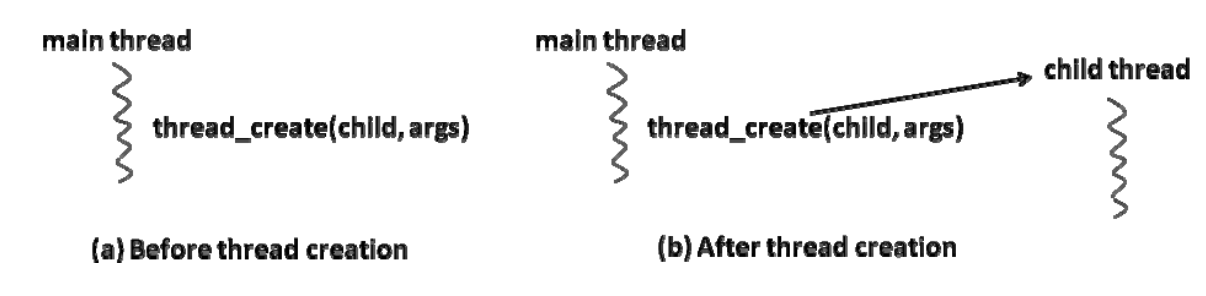 main thread
thread_create(child, args)
(a) Before thread creation
main thread
child thread
thread_create(child, args)
(b) After thread creation